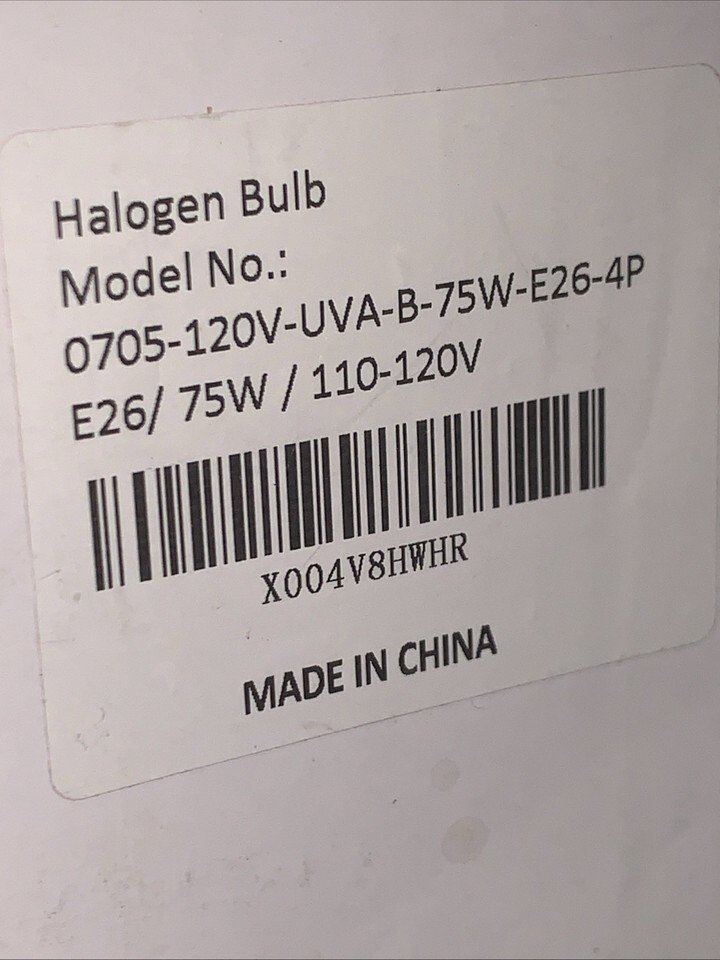 Halogen Bulb
Model No.:
0705-120V-UVA-B-75W-E26-4P
E26/ 75W / 110-120V
X004V8HWHR
MADE IN CHINA